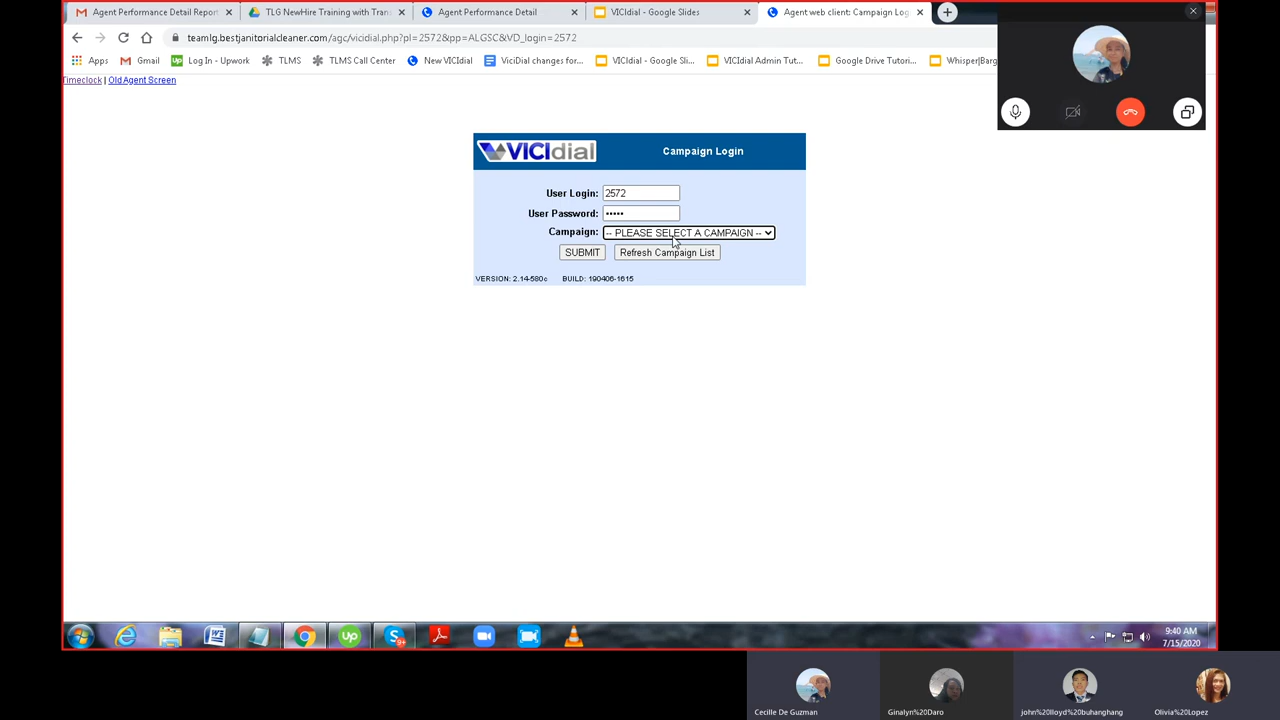 Agent Performance Detail Report
TLG NewHire Training with Tran
Agent Performance Detail
VICIdial - Google Slides
Agent web client: Campaign Log
teamlg.bestjanitorialcleaner.com/agc/vicidial.php?pl=2572&pp=ALGSC&VD_login=2572
Apps
Gmail
Log In - Upwork
TLMS
TLMS Call Center
New VICIdial
ViciDial changes for...
VICIdial - Google Sli...
VICIdial Admin Tut...
Google Drive Tutori...
Whisper|Barg
Timeclock | Old Agent Screen
VICIdial
Campaign Login
User Login: 2572
User Password: •••••
Campaign: -- PLEASE SELECT A CAMPAIGN --
SUBMIT
Refresh Campaign List
VERSION: 2.14-580c BUILD: 190406-1615
Up
9+
9:40 AM
7/15/2020
Cecille De Guzman
Ginalyn%20Daro
john%20lloyd%20buhanghang
Olivia%20Lopez